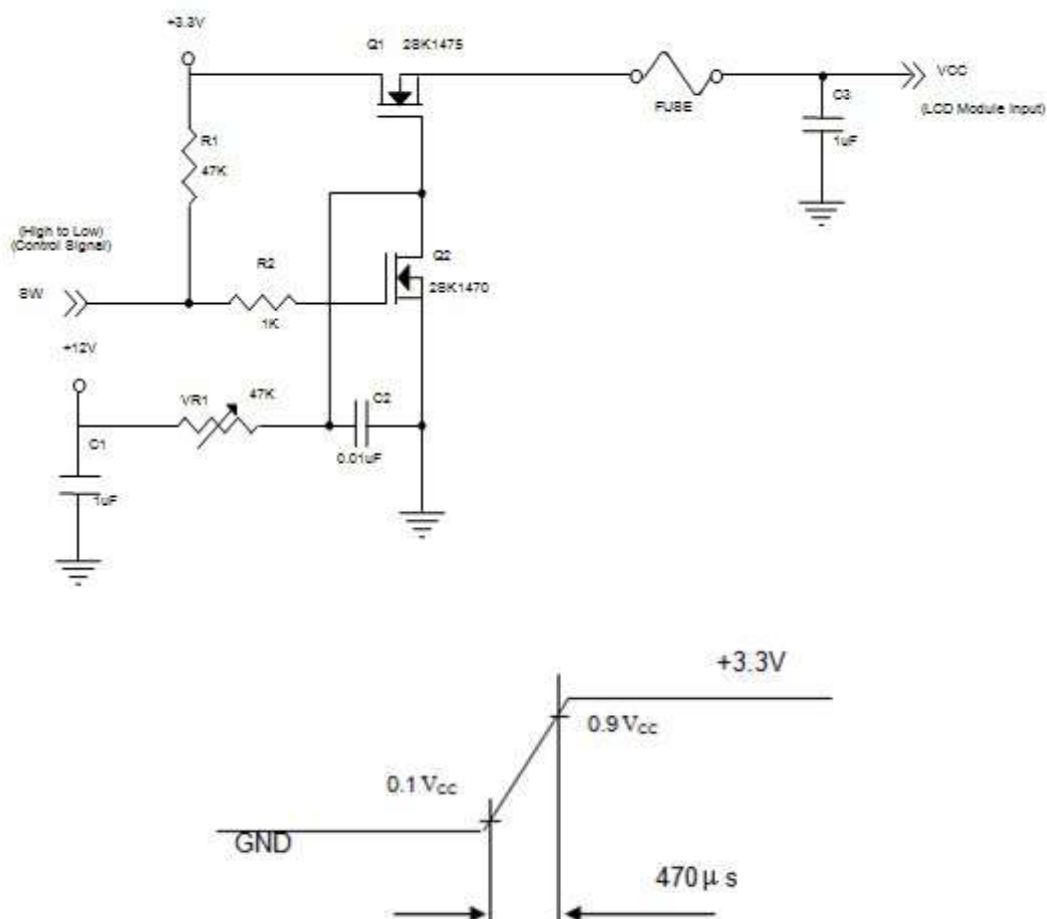 +3.3V
Q1 2SK1475
FUSE
C3
1uF
VCC
(LCD Module Input)
R1
47K
(High to Low)
(Control Signal)
SW
R2
1K
Q2
2SK1470
+12V
VR1
47K
C2
0.01uF
C1
1uF
+3.3V
0.9 VCC
0.1 VCC
GND
470μs